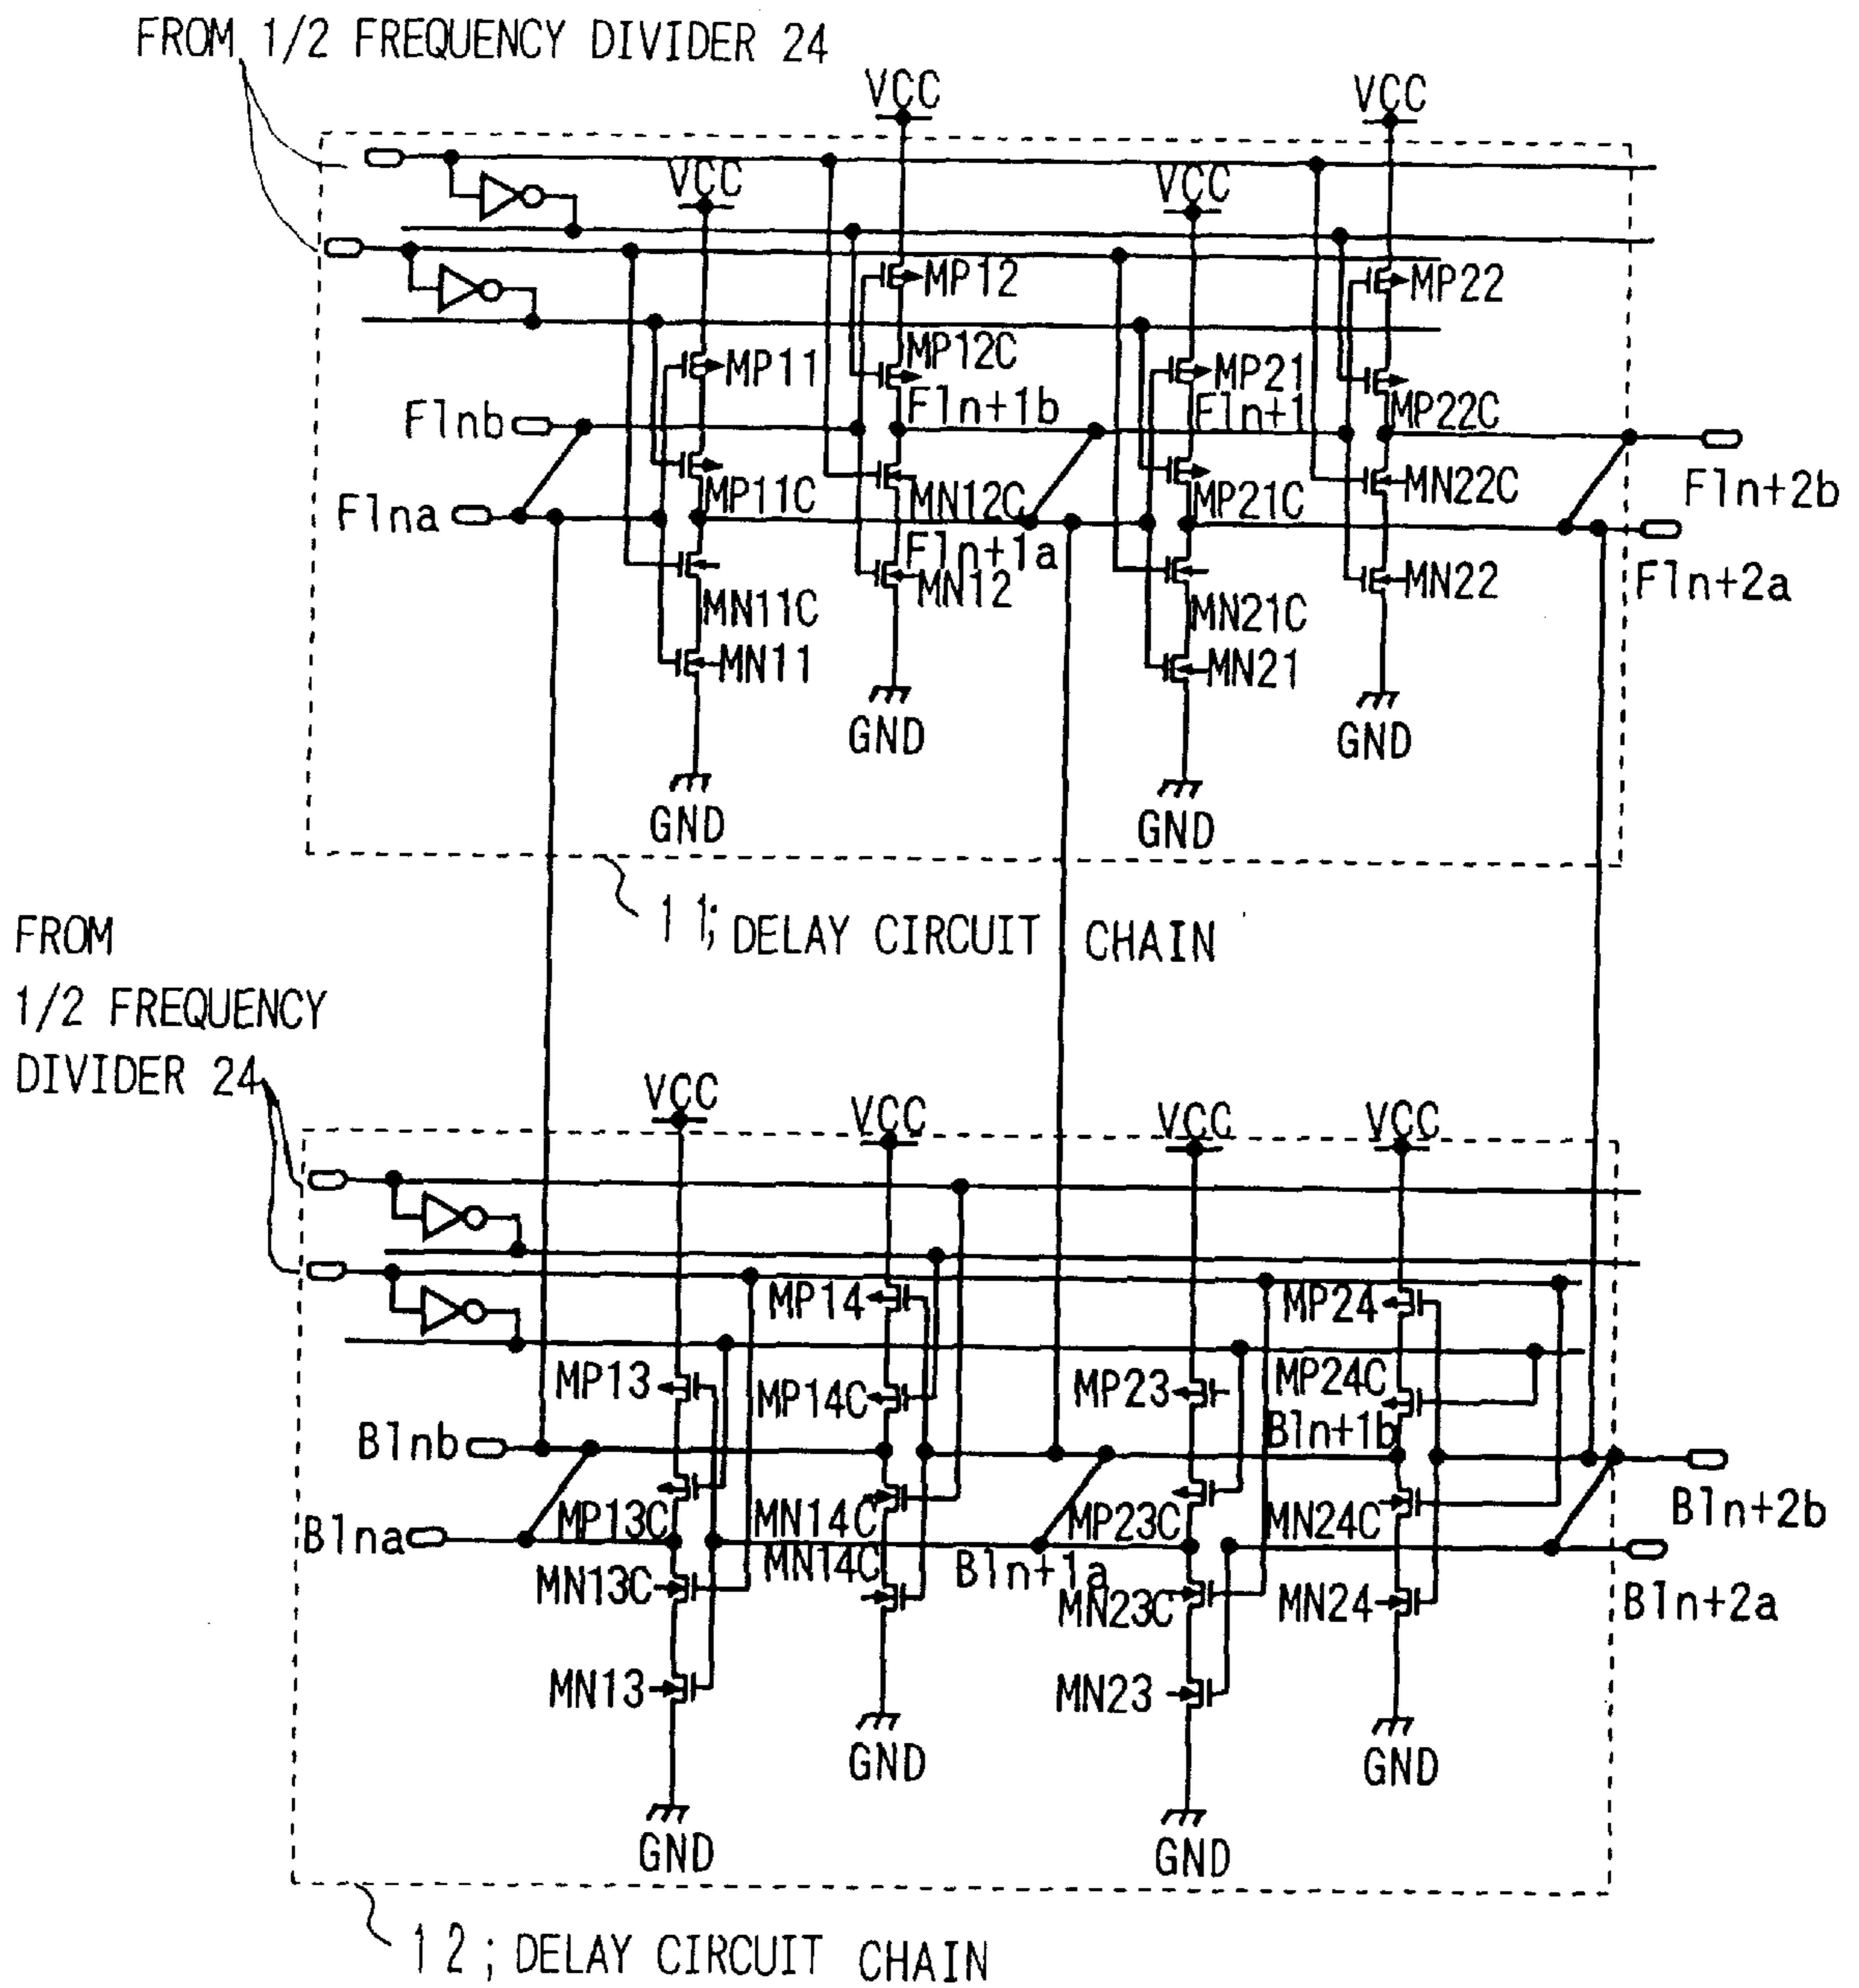 FROM 1/2 FREQUENCY DIVIDER 24
VCC
VCC
VCC
VCC
MP12
MP22
MP11
MP12C
MP21
Flnb
Fln+1b
Fln+1
MP22C
Flna
MP11C
MN12C
MP21C
MN22C
Fln+2b
Fln+1a
MN12
MN22
Fln+2a
MN11C
MN21C
MN11
MN21
GND
GND
GND
GND
11; DELAY CIRCUIT CHAIN
FROM
1/2 FREQUENCY
DIVIDER 24
VCC
VCC
VCC
VCC
MP14
MP24
MP13
MP14C
MP23
MP24C
Blnb
Bln+1b
Bln+2b
MP13C
MN14C
MP23C
MN24C
Blna
MN13C
MN14C
Bln+1a
MN23C
MN24
Bln+2a
MN13
MN23
GND
GND
GND
GND
12; DELAY CIRCUIT CHAIN